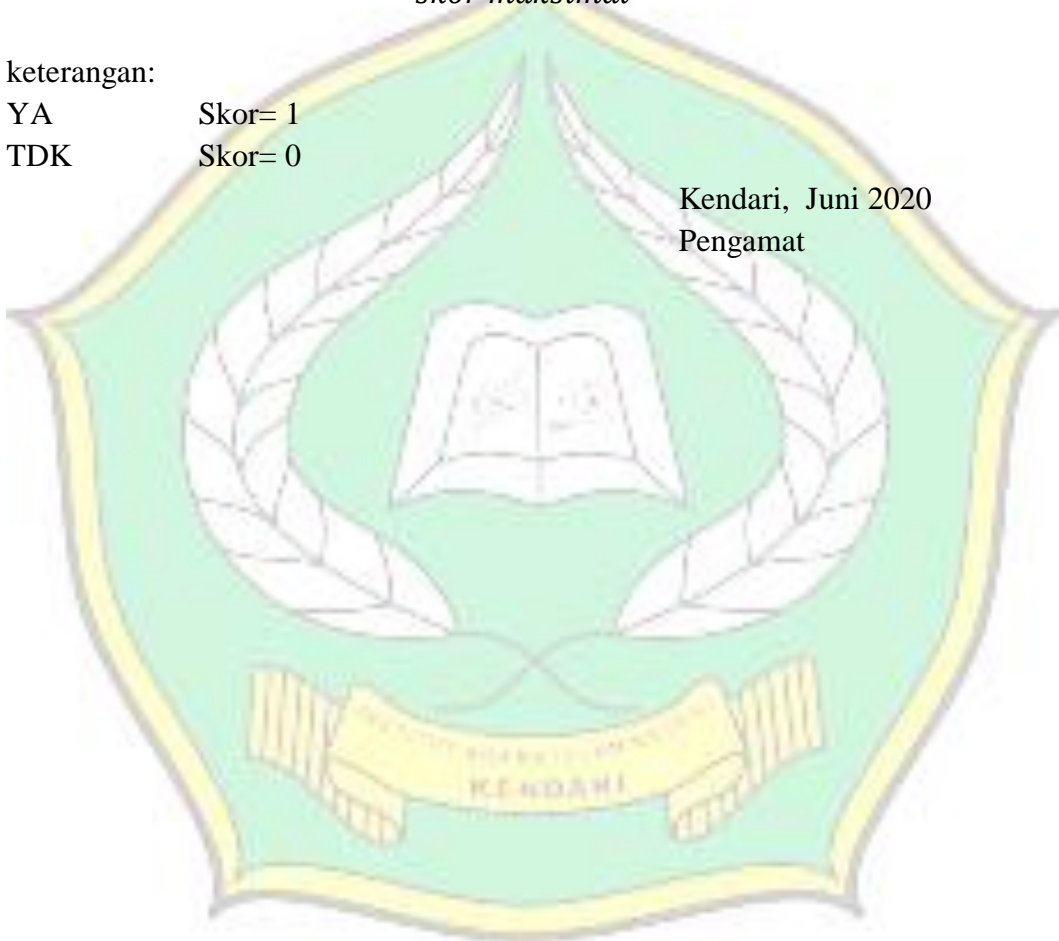 skor maksimal
keterangan:
YA Skor= 1
TDK Skor= 0
Kendari, Juni 2020
Pengamat
KENDARI